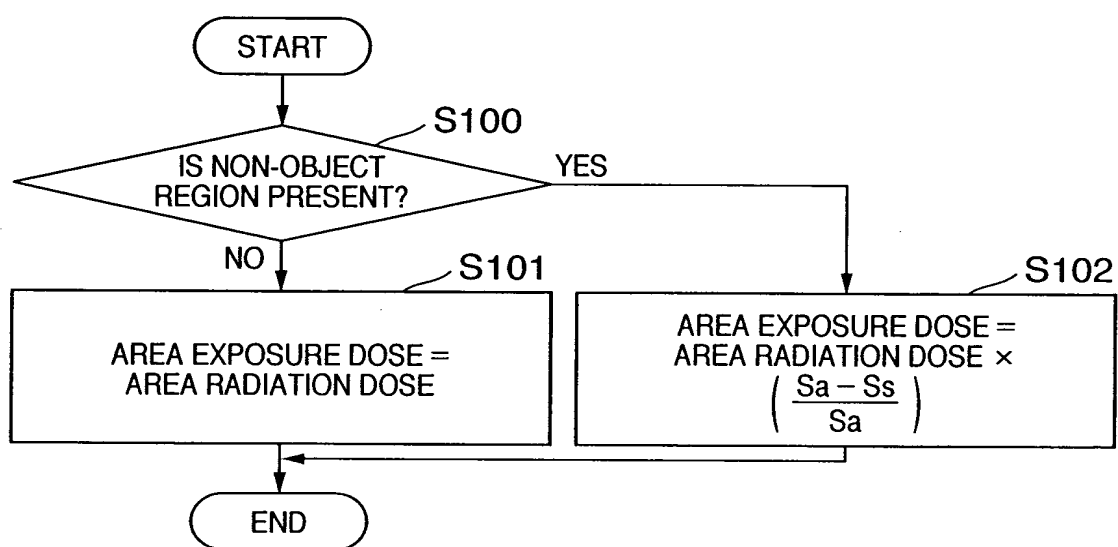 START
S100
IS NON-OBJECT
REGION PRESENT?
YES
NO
S101
AREA EXPOSURE DOSE =
AREA RADIATION DOSE
S102
AREA EXPOSURE DOSE =
AREA RADIATION DOSE ×
( Sa − Ss
Sa )
END